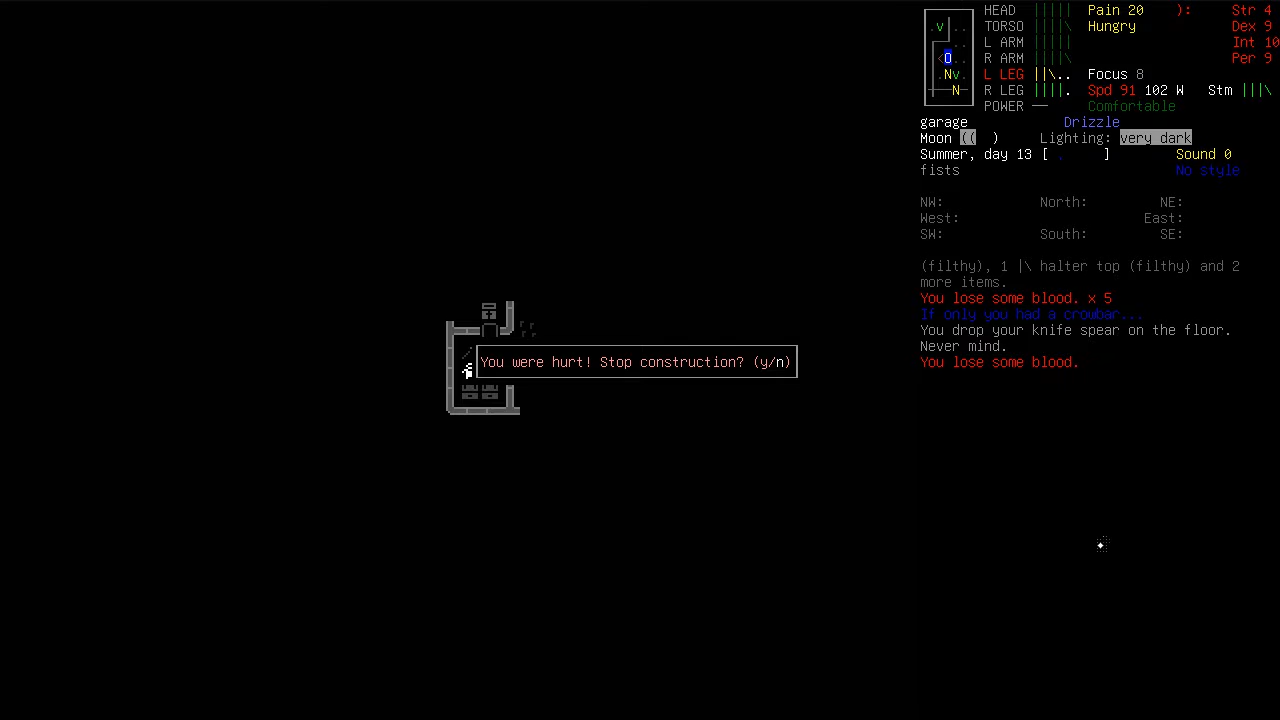 HEAD ||||| Pain 20 ): Str 4
TORSO ||||\ Hungry Dex 9
L ARM ||||| Int 10
R ARM ||||\ Per 9
L LEG ||\.. Focus 8
R LEG ||||. Spd 91 102 W Stm |||\
POWER -- Comfortable
.v|..
<O..
.Nv.
N
garage Drizzle
Moon (( ) Lighting: very dark
Summer, day 13 [ . ] Sound 0
fists No style
NW: North: NE:
West: East:
SW: South: SE:
(filthy), 1 |\ halter top (filthy) and 2
more items.
You lose some blood. x 5
If only you had a crowbar...
You drop your knife spear on the floor.
Never mind.
You lose some blood.
You were hurt! Stop construction? (y/n)